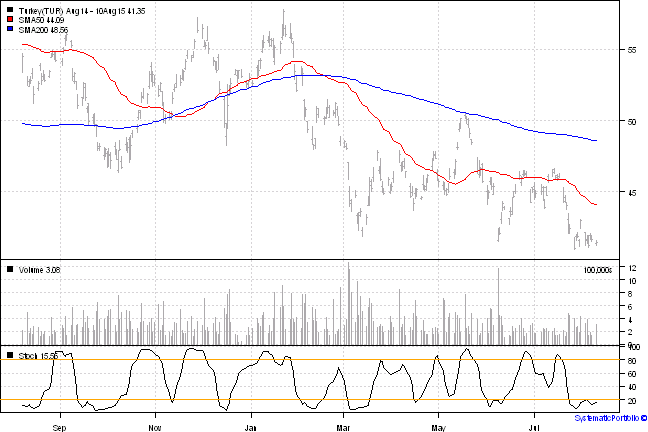 Turkey(TUR) Aug14 - 10Aug15 41.35
SMA50 44.09
SMA200 48.56
55
50
45
Volume 3.08
100,000s
12
10
8
6
4
2
0
Stoch 15.55
100
80
60
40
20
Sep Nov Jan Mar May Jul
SystematicPortfolio ©